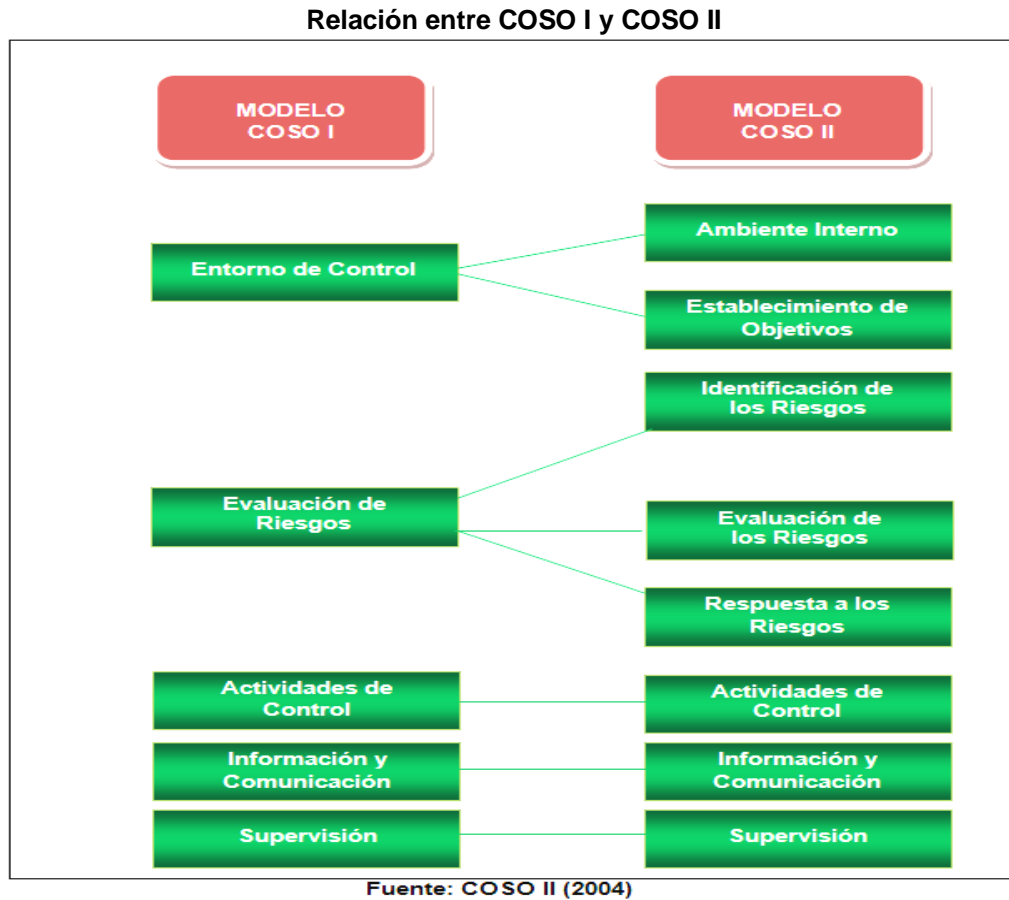 Relación entre COSO I y COSO II
MODELO
COSO I
MODELO
COSO II
Entorno de Control
Ambiente Interno
Establecimiento de
Objetivos
Evaluación de
Riesgos
Identificación de
los Riesgos
Evaluación de
los Riesgos
Respuesta a los
Riesgos
Actividades de
Control
Actividades de
Control
Información y
Comunicación
Información y
Comunicación
Supervisión
Supervisión
Fuente: COSO II (2004)